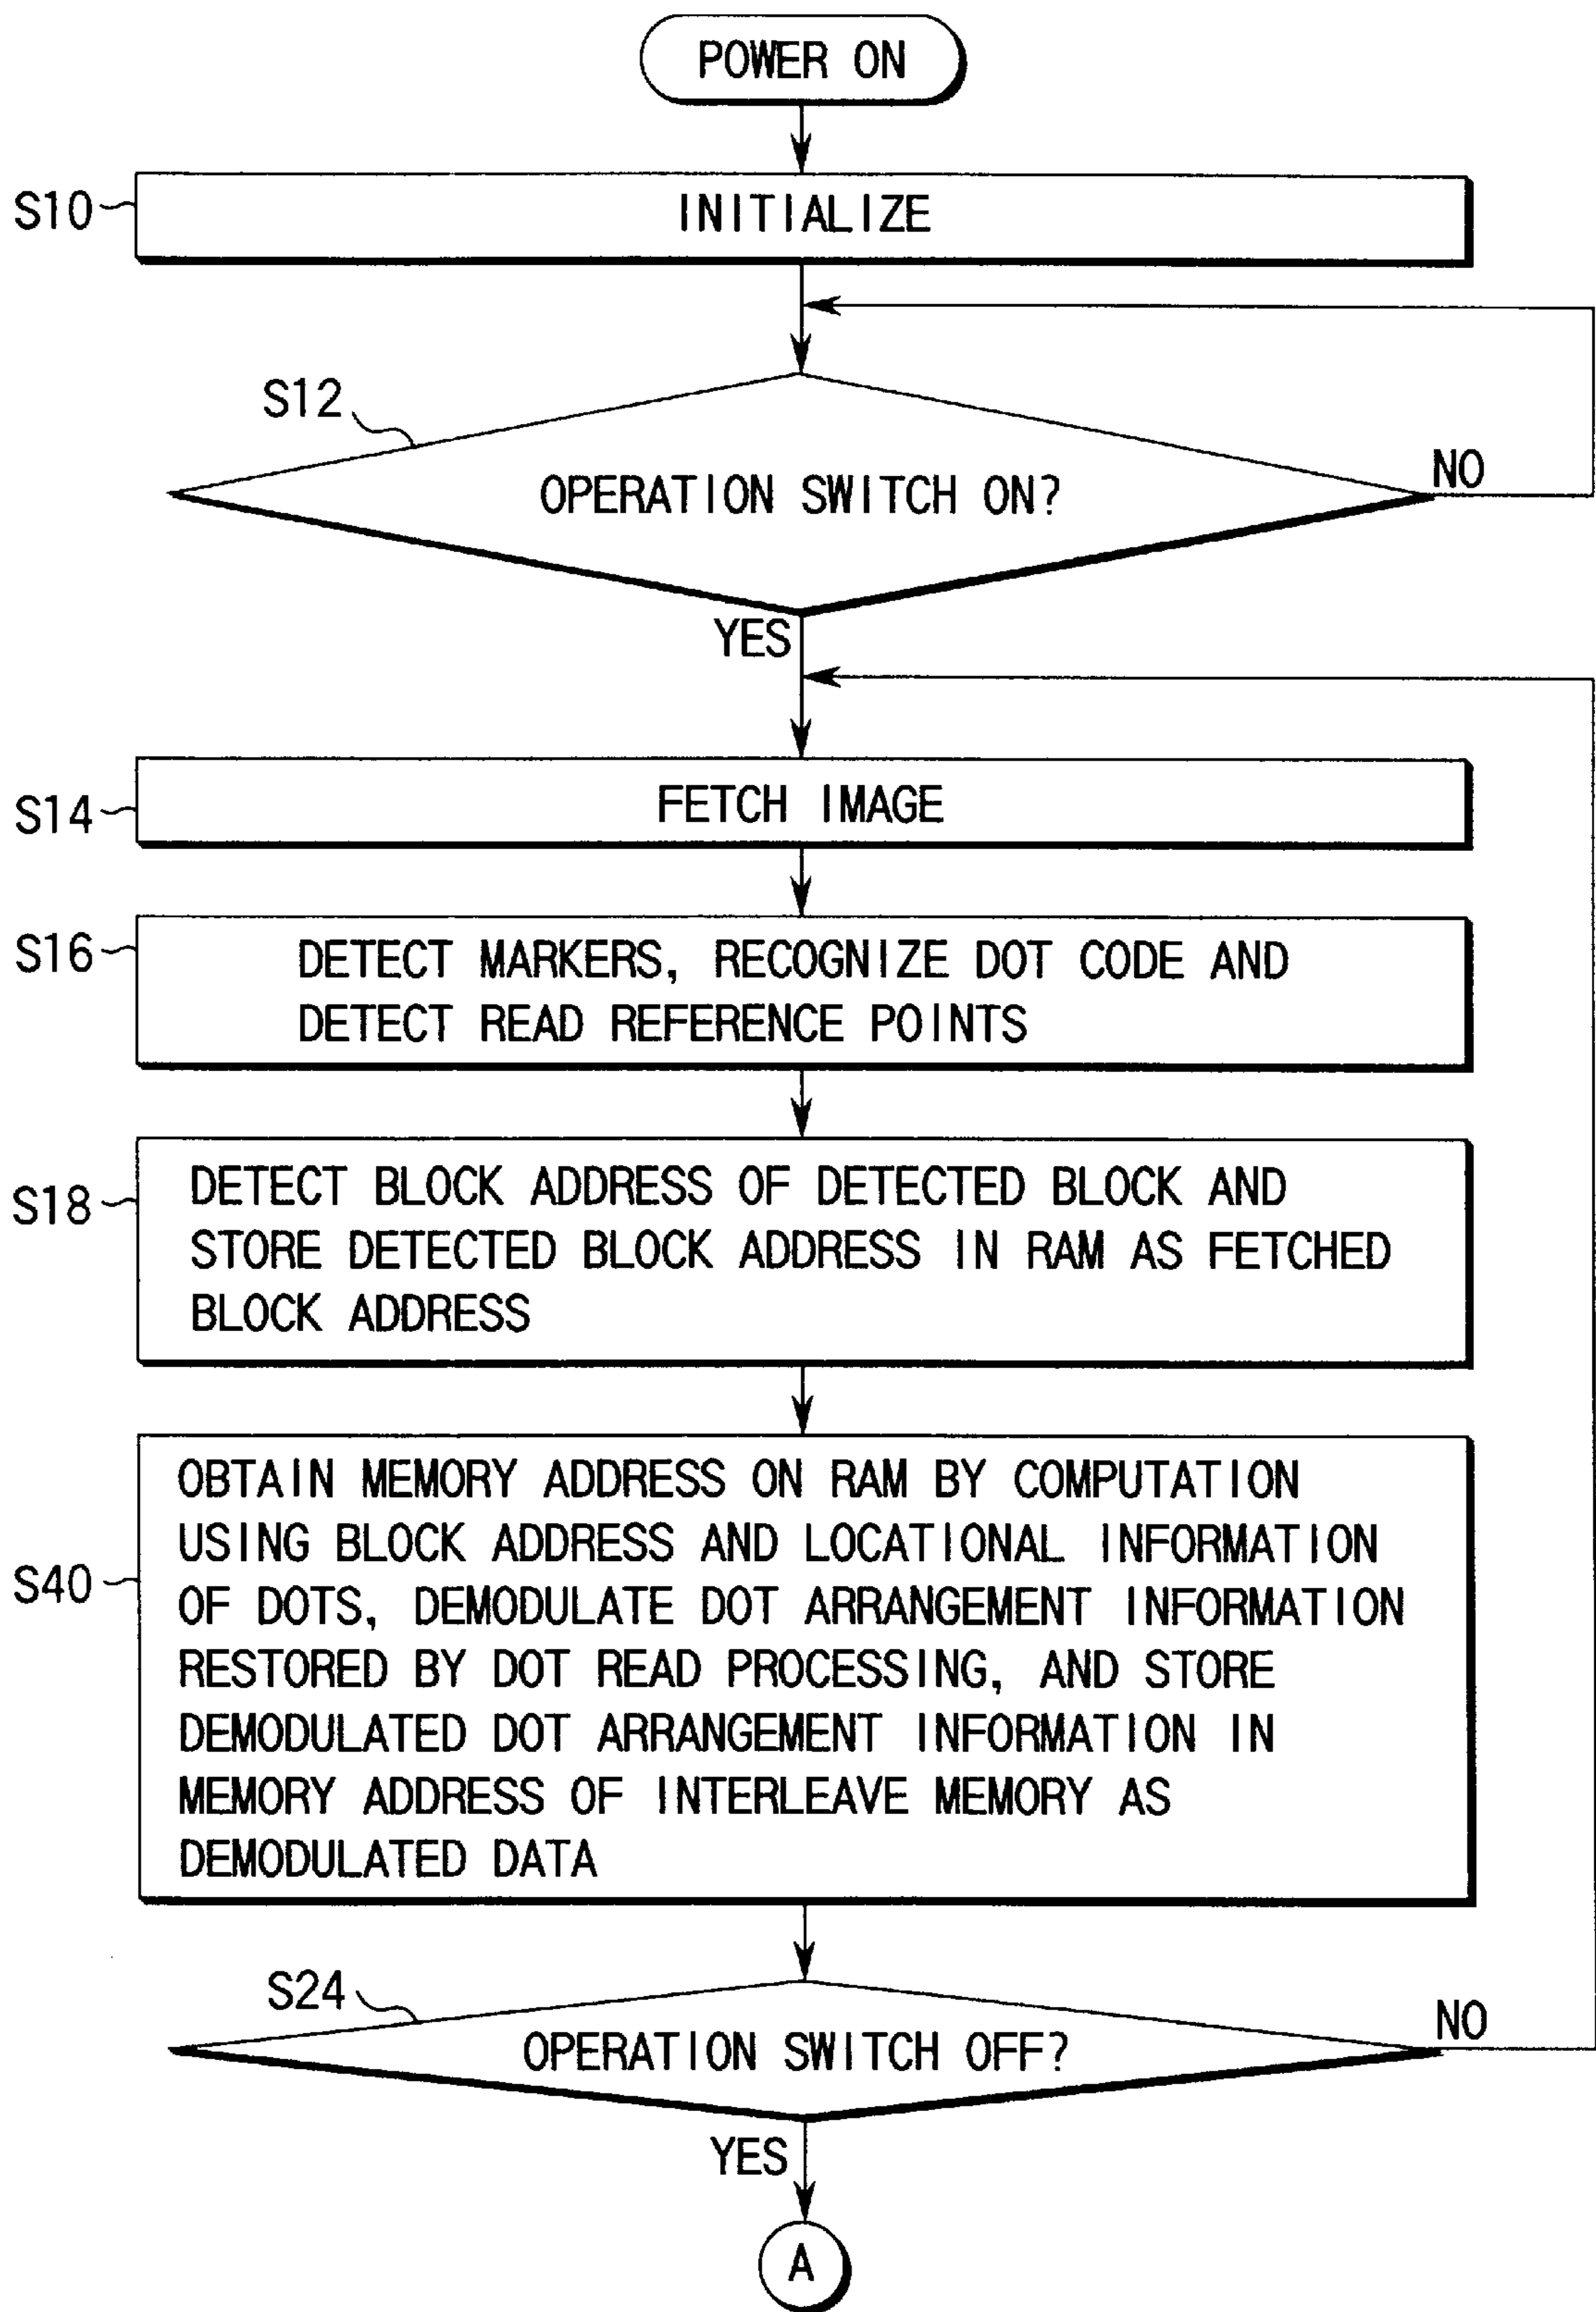 POWER ON
S10
INITIALIZE
S12
OPERATION SWITCH ON?
NO
YES
S14
FETCH IMAGE
S16
DETECT MARKERS, RECOGNIZE DOT CODE AND
DETECT READ REFERENCE POINTS
S18
DETECT BLOCK ADDRESS OF DETECTED BLOCK AND
STORE DETECTED BLOCK ADDRESS IN RAM AS FETCHED
BLOCK ADDRESS
S40
OBTAIN MEMORY ADDRESS ON RAM BY COMPUTATION
USING BLOCK ADDRESS AND LOCATIONAL INFORMATION
OF DOTS, DEMODULATE DOT ARRANGEMENT INFORMATION
RESTORED BY DOT READ PROCESSING, AND STORE
DEMODULATED DOT ARRANGEMENT INFORMATION IN
MEMORY ADDRESS OF INTERLEAVE MEMORY AS
DEMODULATED DATA
S24
OPERATION SWITCH OFF?
NO
YES
A